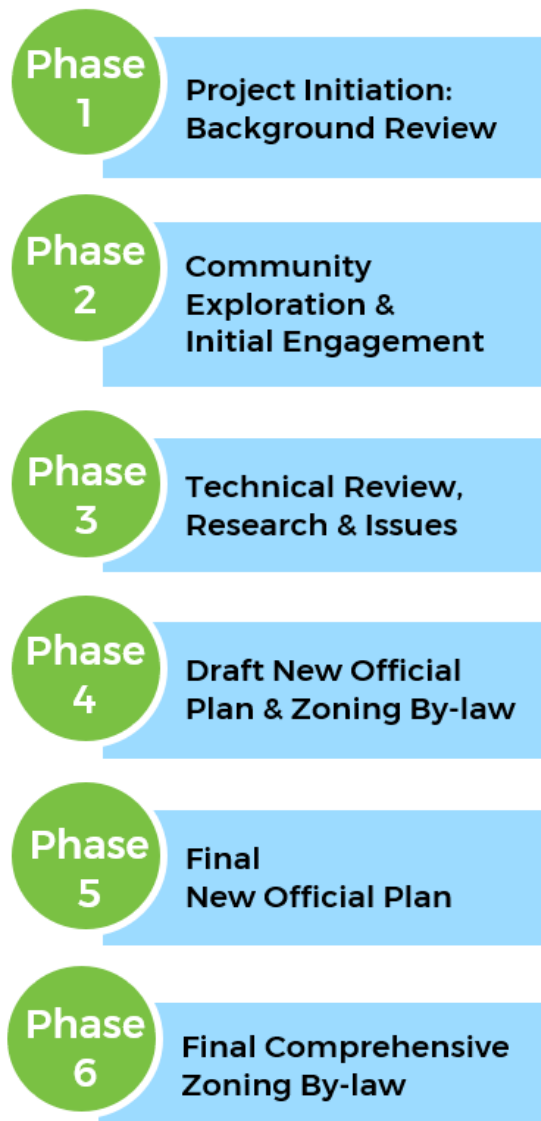 Phase
1
Project Initiation:
Background Review
Phase
2
Community
Exploration &
Initial Engagement
Phase
3
Technical Review,
Research & Issues
Phase
4
Draft New Official
Plan & Zoning By-law
Phase
5
Final
New Official Plan
Phase
6
Final Comprehensive
Zoning By-law